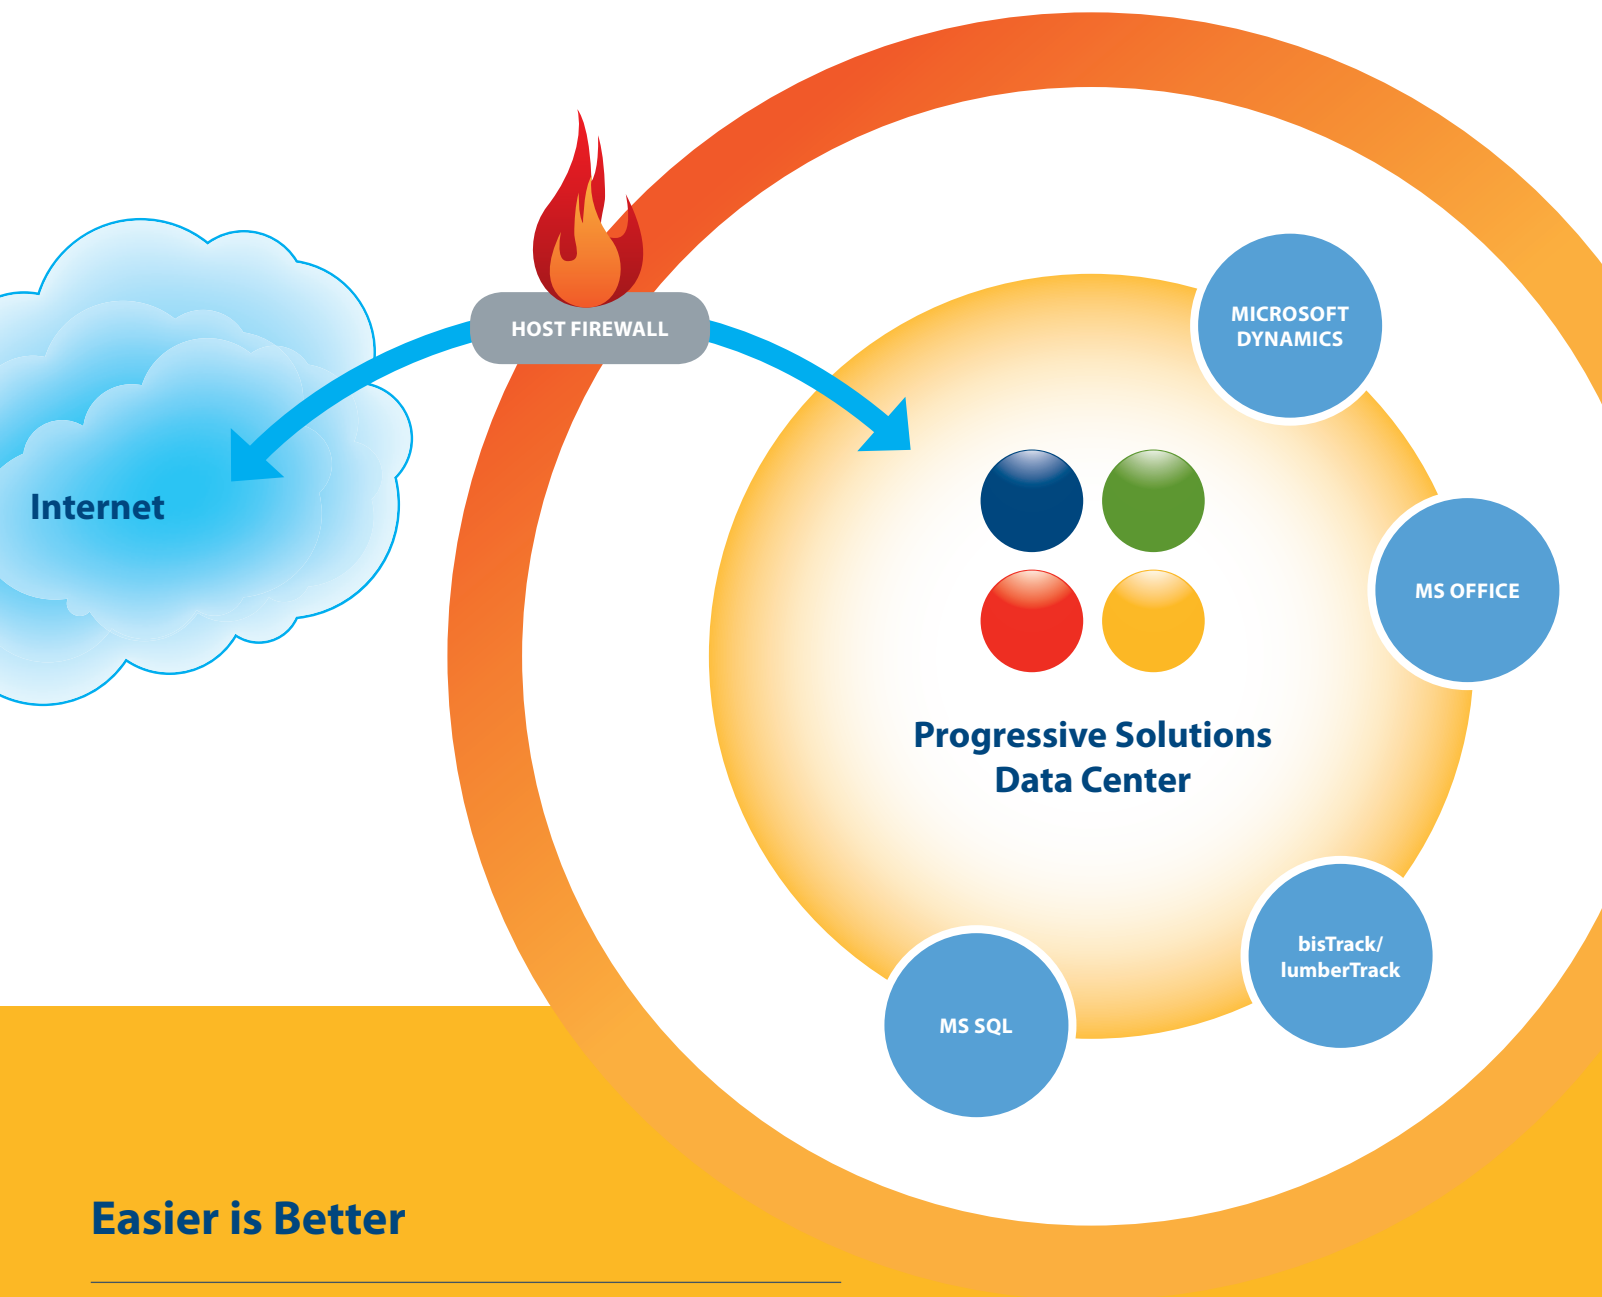 HOST FIREWALL
MICROSOFT
DYNAMICS
Internet
MS OFFICE
Progressive Solutions
Data Center
bisTrack/
lumberTrack
MS SQL
Easier is Better